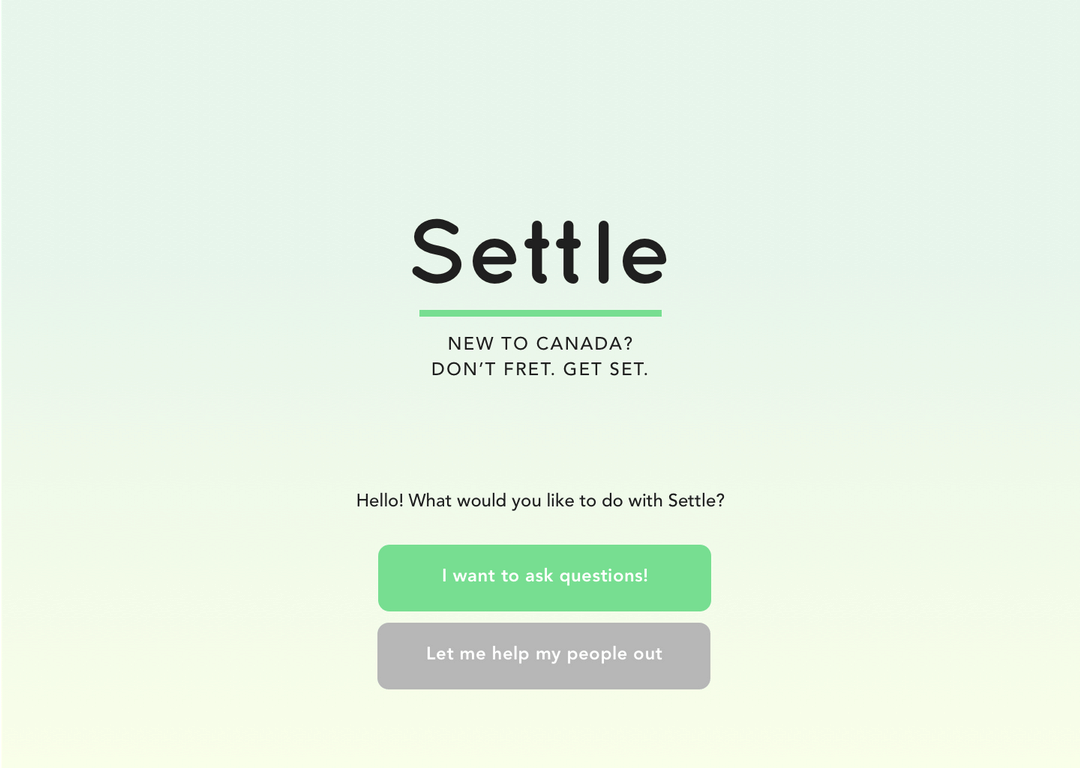 Settle
NEW TO CANADA?
DON’T FRET. GET SET.
Hello! What would you like to do with Settle?
I want to ask questions!
Let me help my people out